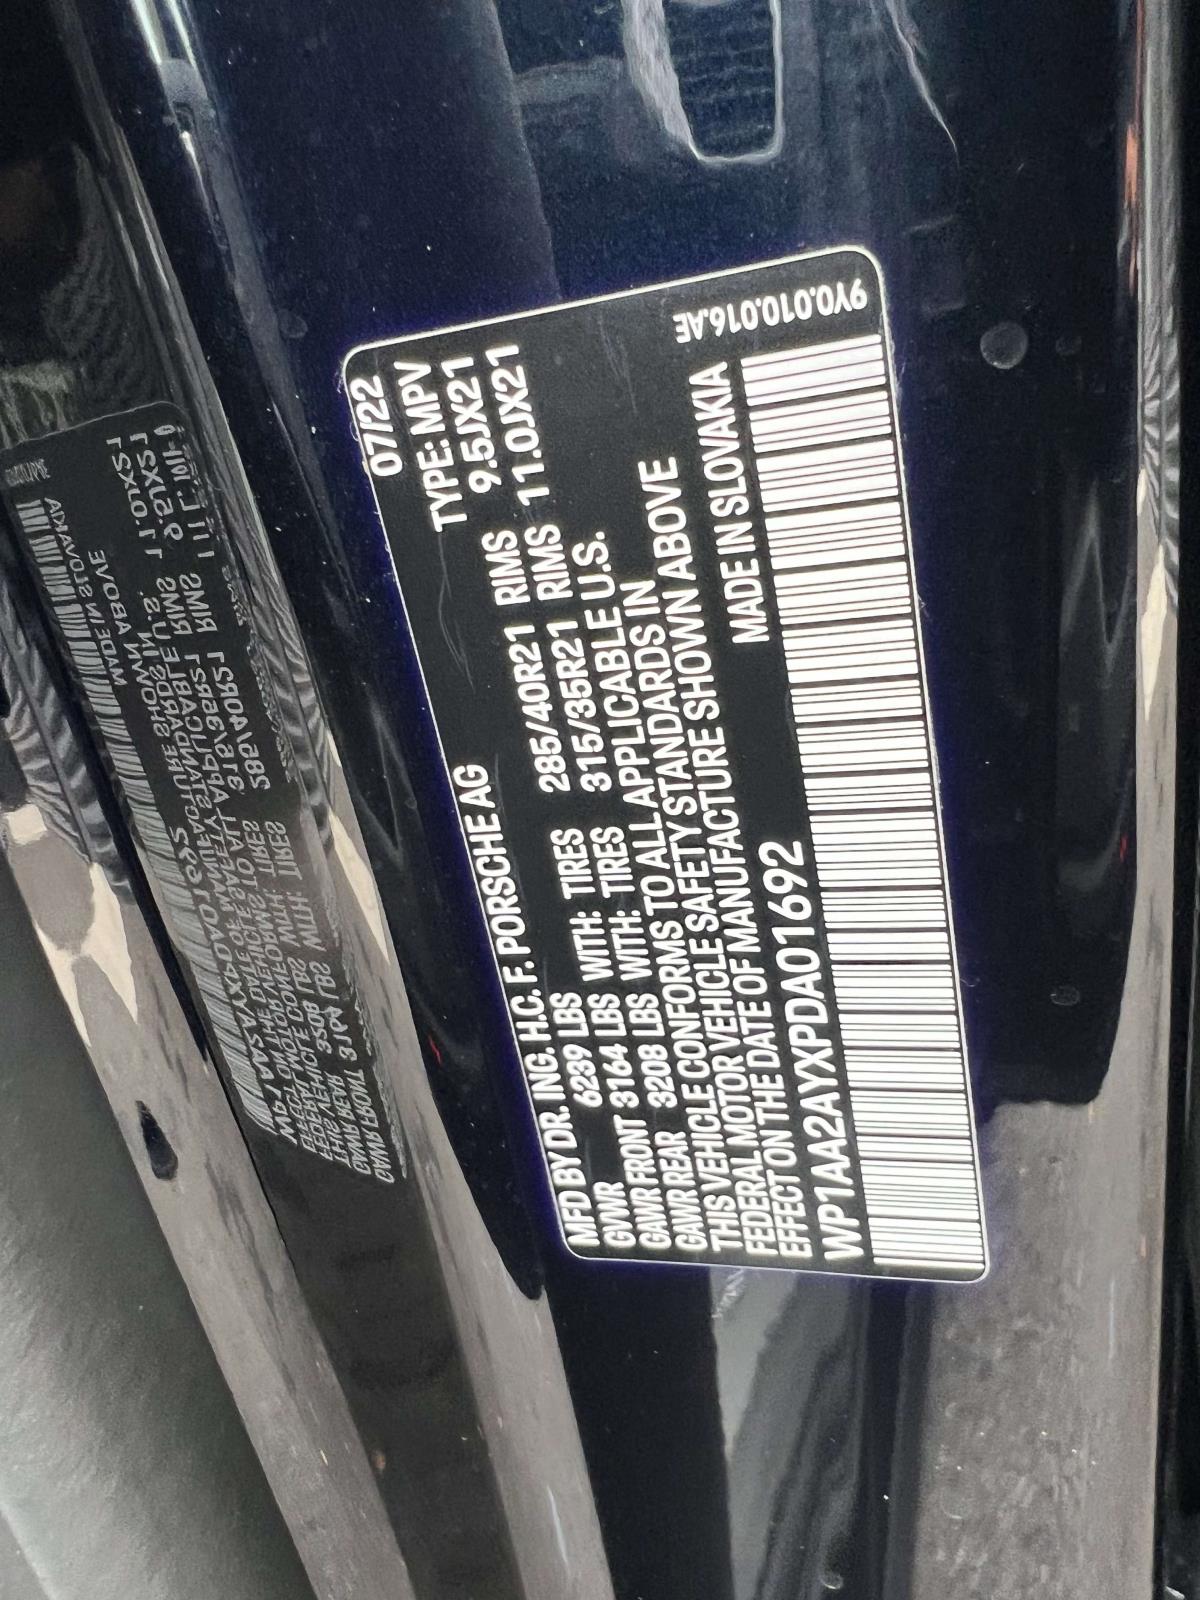 MFD BY DR. ING. H.C. F. PORSCHE AG 07/22
GVWR 6239 LBS TYPE: MPV
GAWR FRONT 3164 LBS WITH: TIRES 285/40R21 RIMS 9.5JX21
GAWR REAR 3208 LBS WITH: TIRES 315/35R21 RIMS 11.0JX21
THIS VEHICLE CONFORMS TO ALL APPLICABLE U.S.
FEDERAL MOTOR VEHICLE SAFETY STANDARDS IN
EFFECT ON THE DATE OF MANUFACTURE SHOWN ABOVE
WP1AA2AYXPDA01692 MADE IN SLOVAKIA
9Y0.010.016.AE